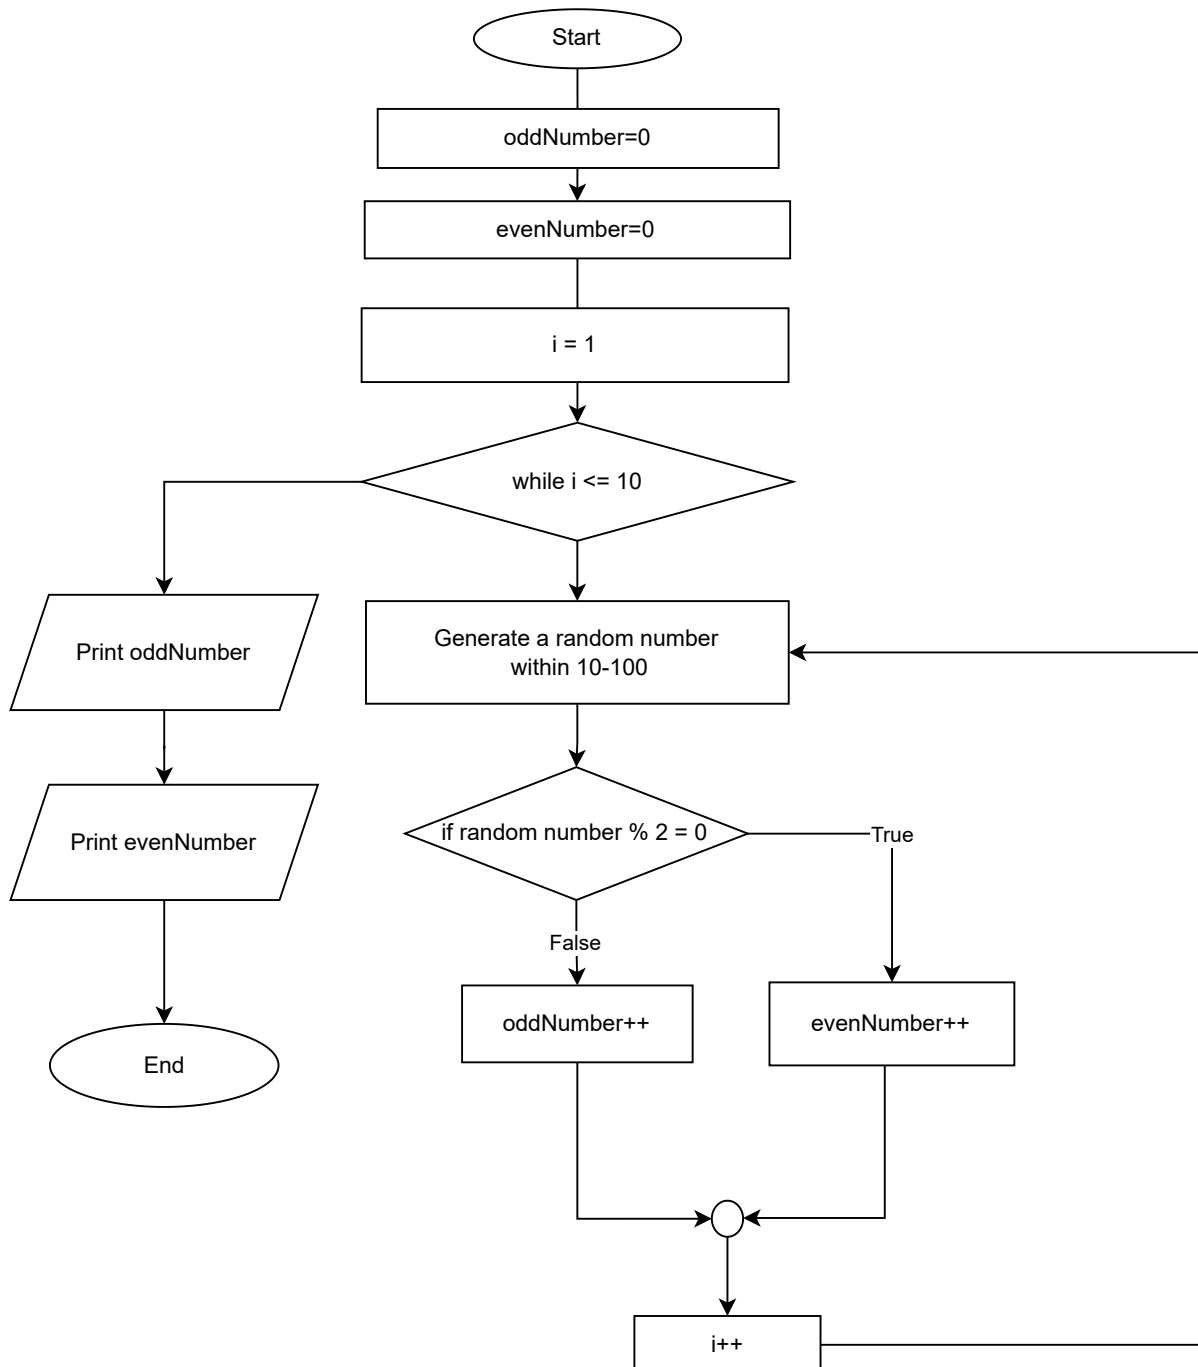 Start
oddNumber=0
evenNumber=0
i = 1
while i <= 10
Print oddNumber
Generate a random number
within 10-100
Print evenNumber
if random number % 2 = 0
True
False
oddNumber++
evenNumber++
End
i++